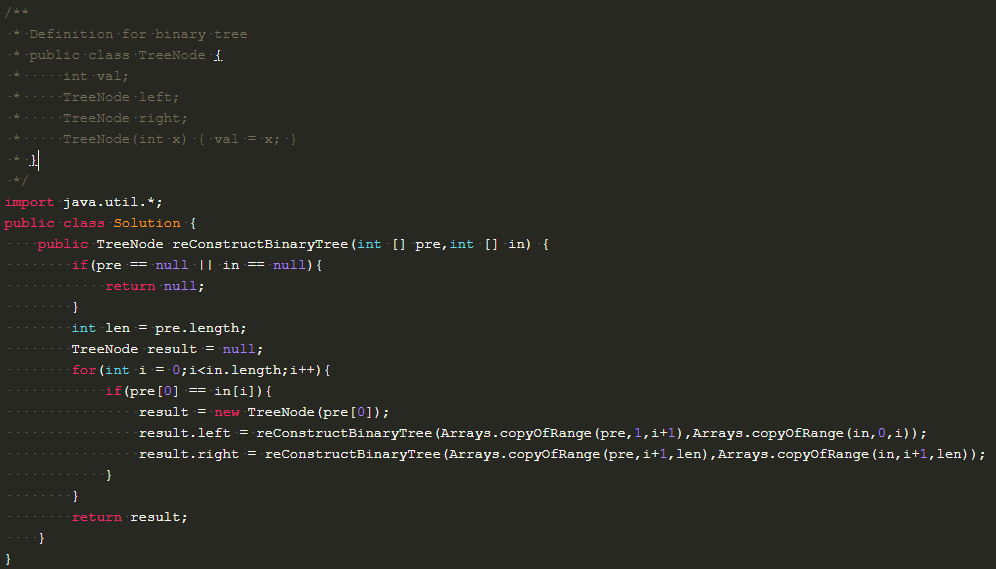 /**
 * Definition for binary tree
 * public class TreeNode {
 *     int val;
 *     TreeNode left;
 *     TreeNode right;
 *     TreeNode(int x) { val = x; }
 * }
 */
import java.util.*;
public class Solution {
    public TreeNode reConstructBinaryTree(int [] pre,int [] in) {
        if(pre == null || in == null){
            return null;
        }
        int len = pre.length;
        TreeNode result = null;
        for(int i = 0;i<in.length;i++){
            if(pre[0] == in[i]){
                result = new TreeNode(pre[0]);
                result.left = reConstructBinaryTree(Arrays.copyOfRange(pre,1,i+1),Arrays.copyOfRange(in,0,i));
                result.right = reConstructBinaryTree(Arrays.copyOfRange(pre,i+1,len),Arrays.copyOfRange(in,i+1,len));
            }
        }
        return result;
    }
}